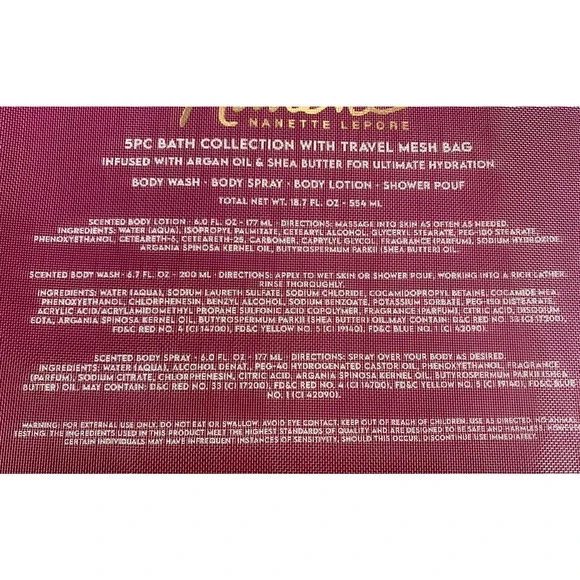 Nanette
NANETTE LEPORE
5PC BATH COLLECTION WITH TRAVEL MESH BAG
INFUSED WITH ARGAN OIL & SHEA BUTTER FOR ULTIMATE HYDRATION
BODY WASH • BODY SPRAY • BODY LOTION • SHOWER POUF
TOTAL NET WT. 18.7 FL. OZ - 554 ML
SCENTED BODY LOTION - 6.0 FL. OZ - 177 ML - DIRECTIONS: MASSAGE INTO SKIN AS OFTEN AS NEEDED.
INGREDIENTS: WATER (AQUA), ISOPROPYL PALMITATE, CETEARYL ALCOHOL, GLYCERYL STEARATE, PEG-100 STEARATE,
PHENOXYETHANOL, CETEARETH-6, CETEARETH-25, CARBOMER, CAPRYLYL GLYCOL, FRAGRANCE (PARFUM), SODIUM HYDROXIDE,
ARGANIA SPINOSA KERNEL OIL, BUTYROSPERMUM PARKII (SHEA BUTTER) OIL.
SCENTED BODY WASH - 6.7 FL. OZ - 200 ML - DIRECTIONS: APPLY TO WET SKIN OR SHOWER POUF, WORKING INTO A RICH LATHER.
RINSE THOROUGHLY.
INGREDIENTS: WATER (AQUA), SODIUM LAURETH SULFATE, SODIUM CHLORIDE, COCAMIDOPROPYL BETAINE, COCAMIDE MEA,
PHENOXYETHANOL, CHLORPHENESIN, BENZYL ALCOHOL, SODIUM BENZOATE, POTASSIUM SORBATE, PEG-150 DISTEARATE,
ACRYLIC ACID/ACRYLAMIDOMETHYL PROPANE SULFONIC ACID COPOLYMER, FRAGRANCE (PARFUM), CITRIC ACID, DISODIUM
EDTA, ARGANIA SPINOSA KERNEL OIL, BUTYROSPERMUM PARKII (SHEA BUTTER) OIL.MAY CONTAIN: D&C RED NO. 33 (CI 17200),
FD&C RED NO. 4 (CI 14700), FD&C YELLOW NO. 5 (CI 19140), FD&C BLUE NO. 1 (CI 42090).
SCENTED BODY SPRAY - 6.0 FL. OZ - 177 ML - DIRECTIONS: SPRAY OVER YOUR BODY AS DESIRED.
INGREDIENTS: WATER (AQUA), ALCOHOL DENAT., PEG-40 HYDROGENATED CASTOR OIL, PHENOXYETHANOL, FRAGRANCE
(PARFUM), SODIUM CITRATE, CHLORPHENESIN, CITRIC ACID, ARGANIA SPINOSA KERNEL OIL, BUTYROSPERMUM PARKII (SHEA
BUTTER) OIL. MAY CONTAIN: D&C RED NO. 33 (CI 17200), FD&C RED NO. 4 (CI 14700), FD&C YELLOW NO. 5 (CI 19140), FD&C BLUE
NO. 1 (CI 42090).
WARNING: FOR EXTERNAL USE ONLY. DO NOT EAT OR SWALLOW. AVOID EYE CONTACT. KEEP OUT OF REACH OF CHILDREN. USE AS DIRECTED. NO ANIMAL
TESTING. THE INGREDIENTS USED IN THIS PRODUCT MEET THE HIGHEST STANDARDS OF QUALITY AND ARE DESIGNED TO BE SAFE AND HARMLESS. HOWEVER
CERTAIN INDIVIDUALS MAY HAVE INFREQUENT INSTANCES OF SENSITIVITY. SHOULD THIS OCCUR, DISCONTINUE USE IMMEDIATELY.